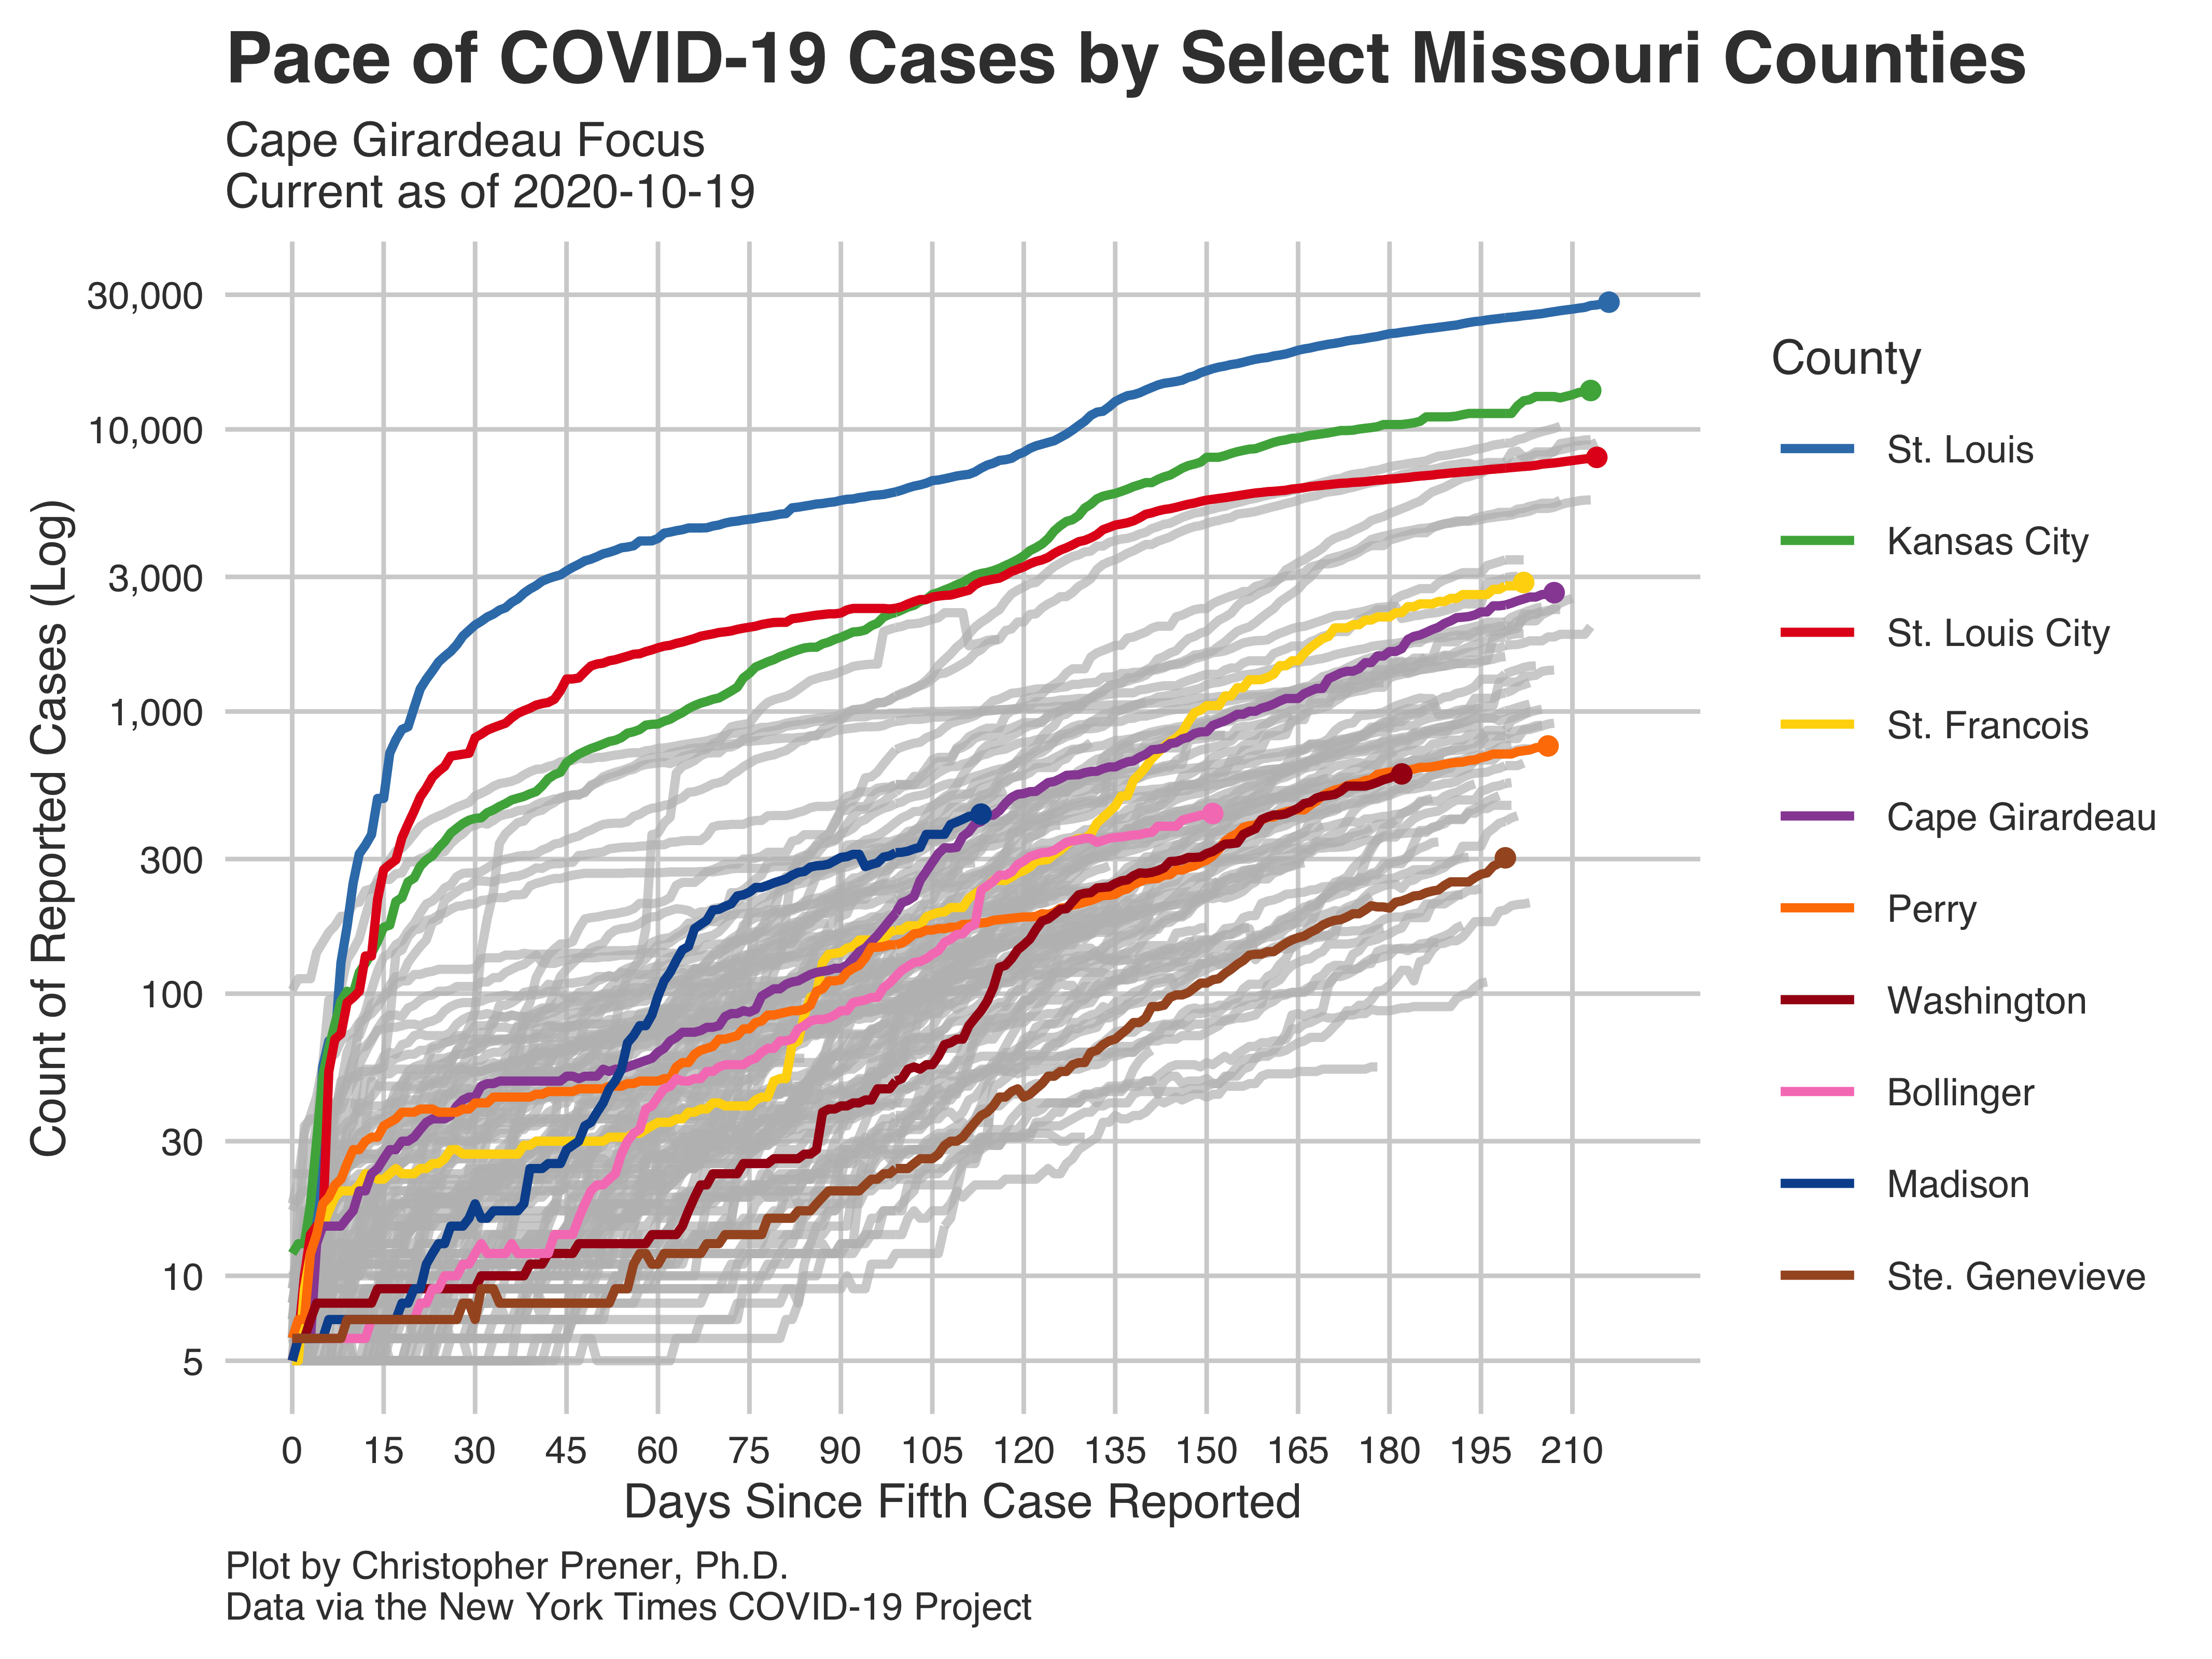 Pace of COVID-19 Cases by Select Missouri Counties
Cape Girardeau Focus
Current as of 2020-10-19
Count of Reported Cases (Log)
30,000
10,000
3,000
1,000
300
100
30
10
5
0 15 30 45 60 75 90 105 120 135 150 165 180 195 210
Days Since Fifth Case Reported
County
St. Louis
Kansas City
St. Louis City
St. Francois
Cape Girardeau
Perry
Washington
Bollinger
Madison
Ste. Genevieve
Plot by Christopher Prener, Ph.D.
Data via the New York Times COVID-19 Project